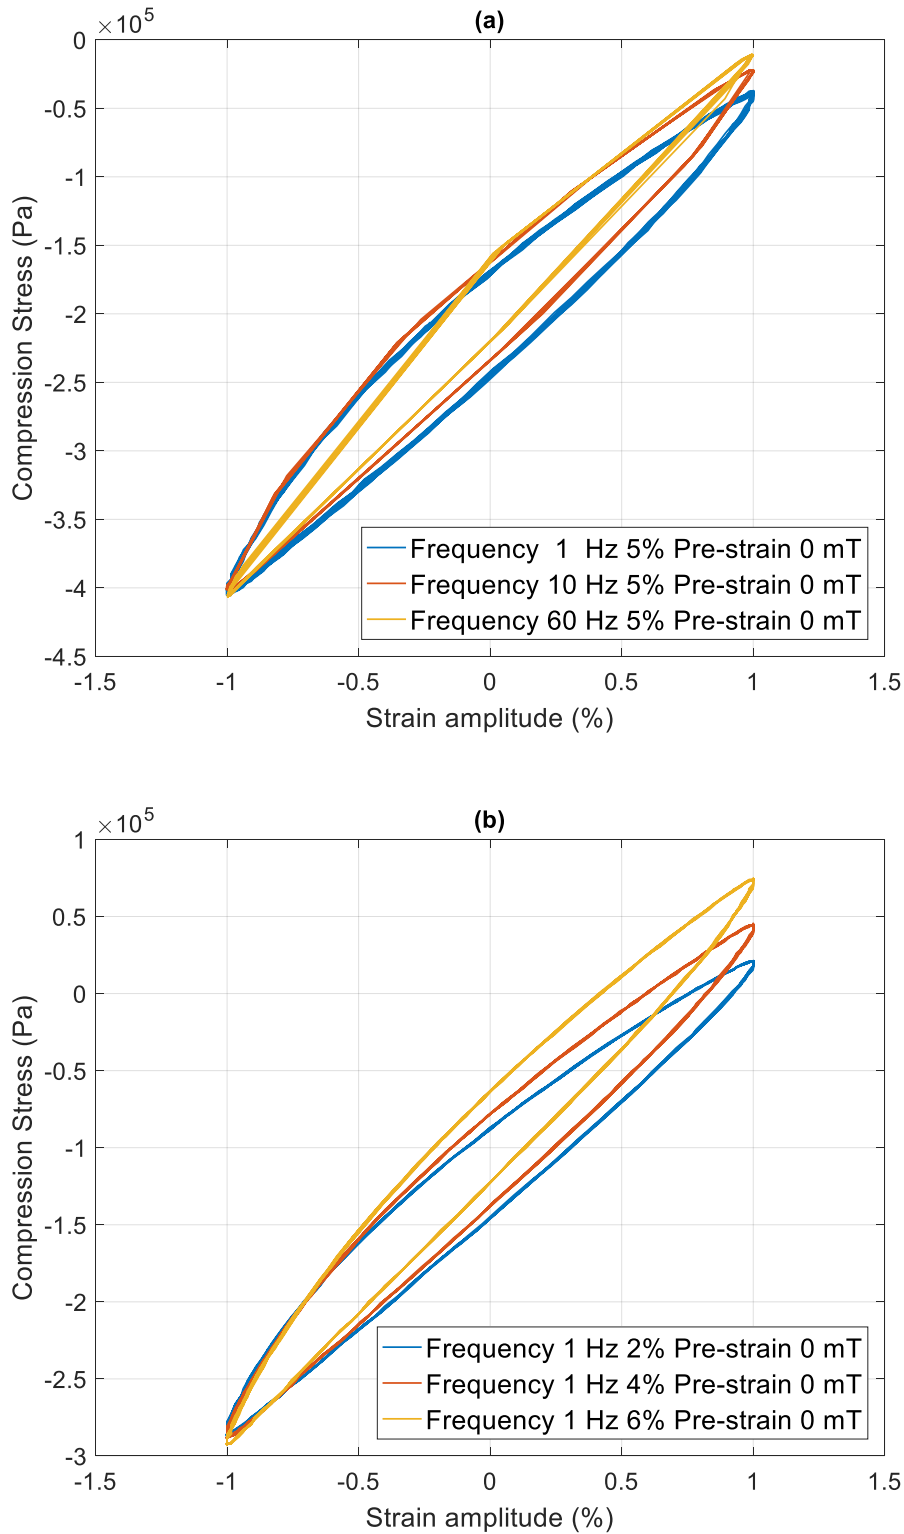 (a)
×10^5
0
-0.5
-1
-1.5
-2
-2.5
-3
-3.5
-4
-4.5
Compression Stress (Pa)
Frequency  1  Hz 5% Pre-strain 0 mT
Frequency 10 Hz 5% Pre-strain 0 mT
Frequency 60 Hz 5% Pre-strain 0 mT
-1.5 -1 -0.5 0 0.5 1 1.5
Strain amplitude (%)
(b)
×10^5
1
0.5
0
-0.5
-1
-1.5
-2
-2.5
-3
Compression Stress (Pa)
Frequency 1 Hz 2% Pre-strain 0 mT
Frequency 1 Hz 4% Pre-strain 0 mT
Frequency 1 Hz 6% Pre-strain 0 mT
-1.5 -1 -0.5 0 0.5 1 1.5
Strain amplitude (%)